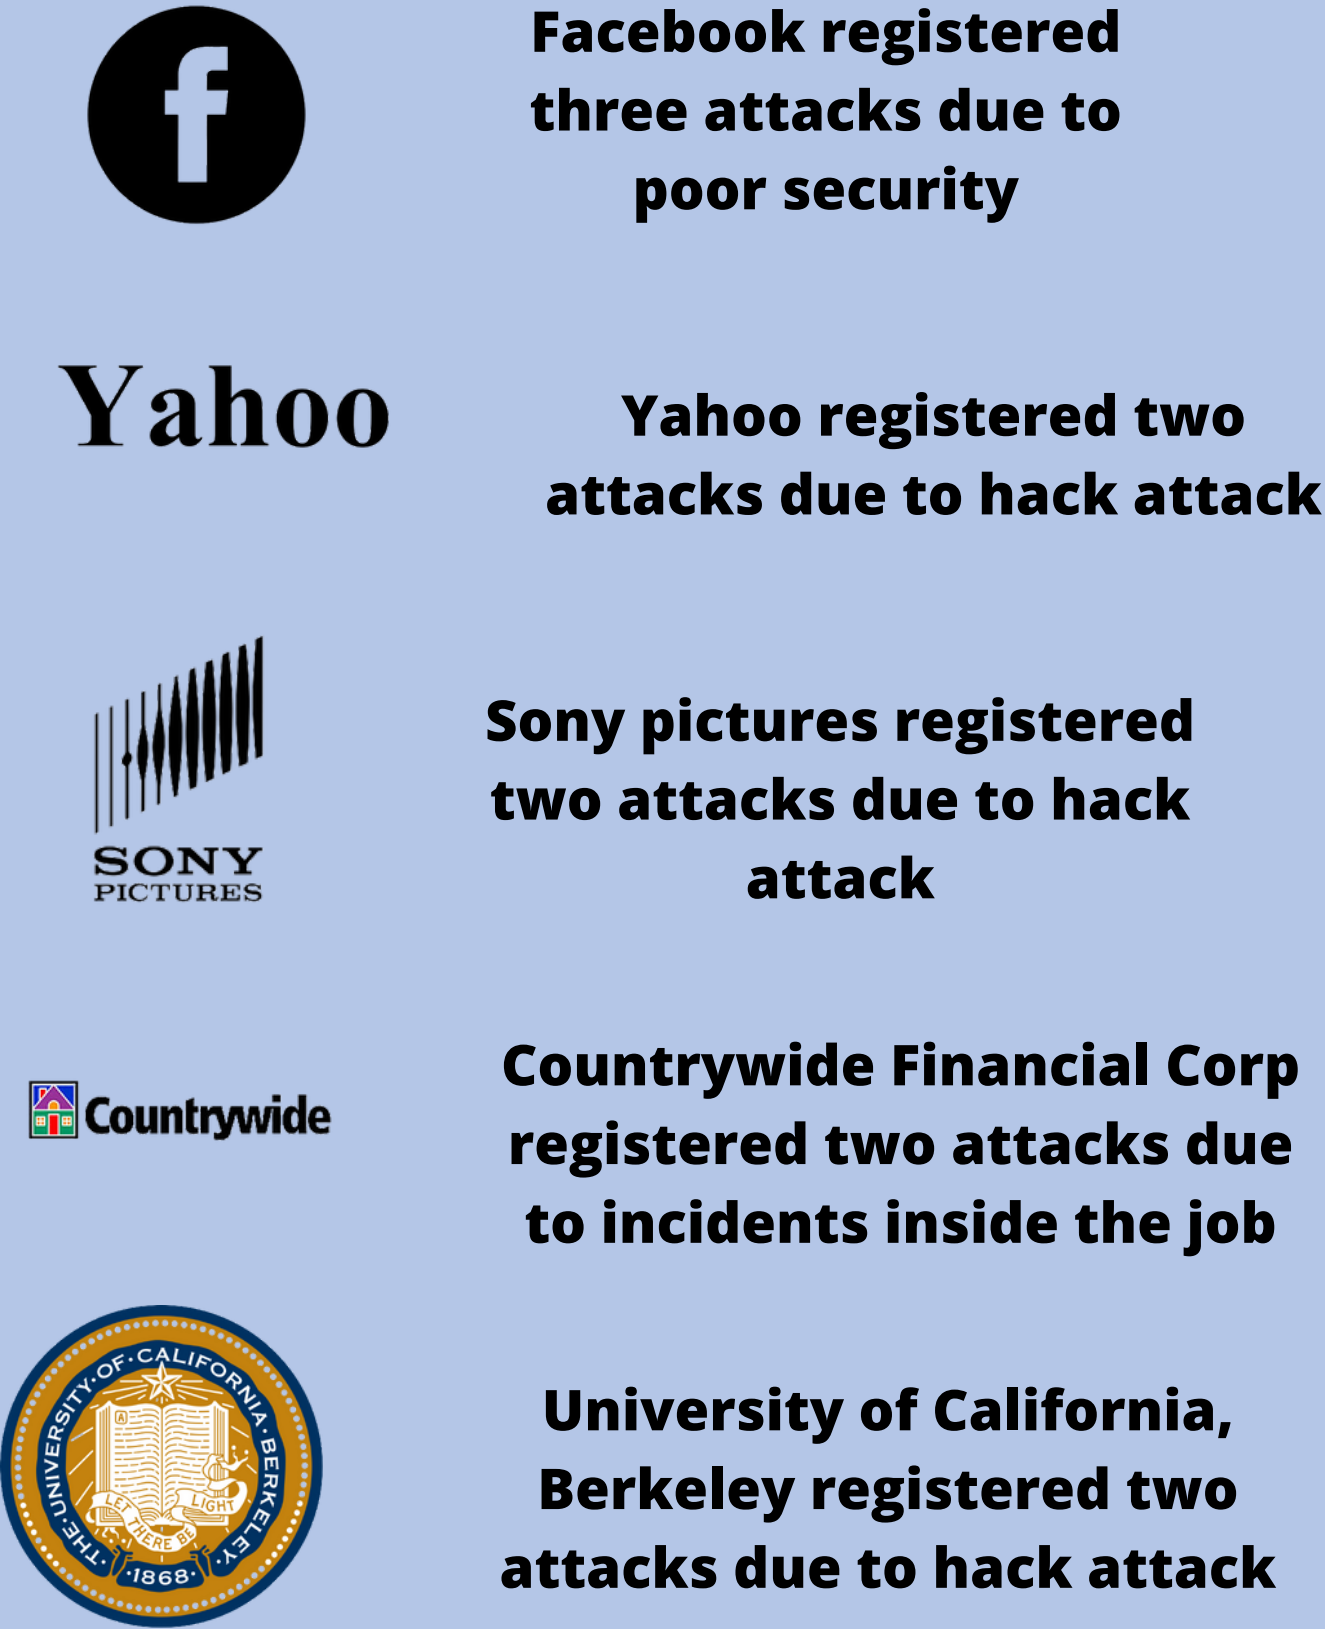 f
Facebook registered
three attacks due to
poor security
Yahoo
Yahoo registered two
attacks due to hack attack
SONY
PICTURES
Sony pictures registered
two attacks due to hack
attack
Countrywide
Countrywide Financial Corp
registered two attacks due
to incidents inside the job
THE·UNIVERSITY·OF·CALIFORNIA·BERKELEY·
A
LET
THERE BE
LIGHT
·1868·
University of California,
Berkeley registered two
attacks due to hack attack